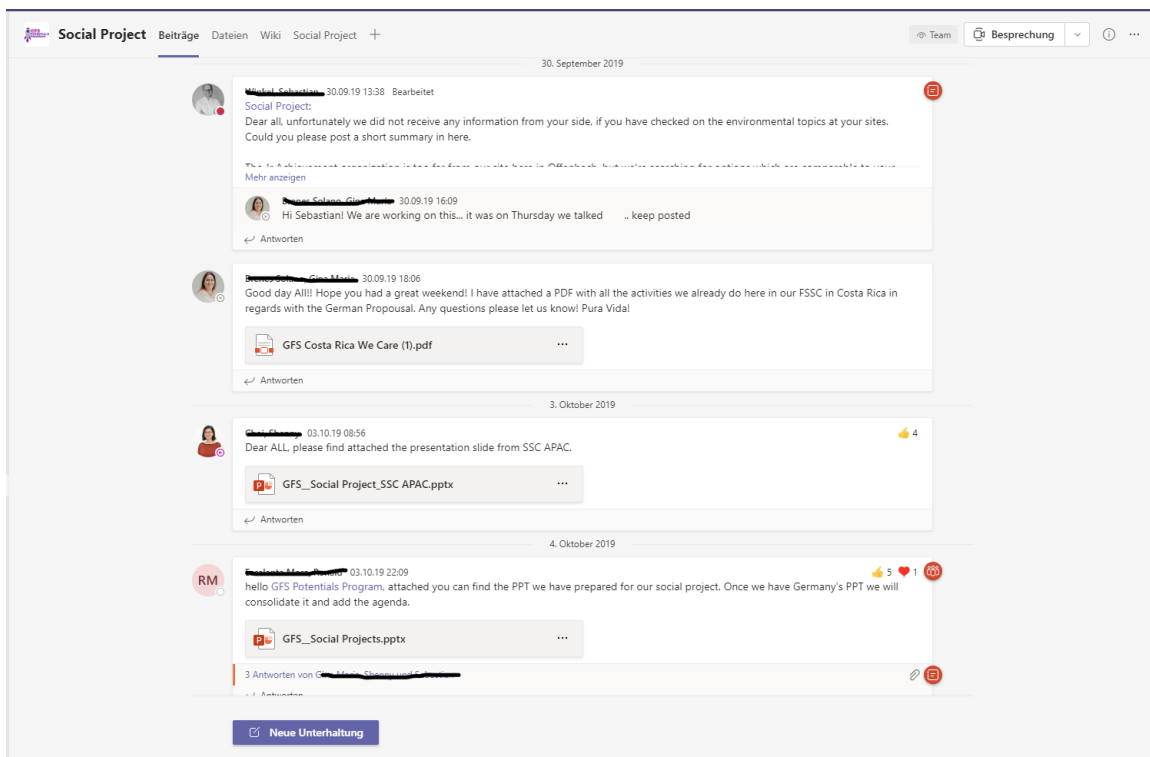 Social Project Beiträge Dateien Wiki Social Project Team Besprechung
30. September 2019
30.09.19 13:38 Bearbeitet
Social Project:
Dear all, unfortunately we did not receive any information from your side, if you have checked on the environmental topics at your sites.
Could you please post a short summary in here.
Mehr anzeigen
30.09.19 16:09
Hi Sebastian! We are working on this... it was on Thursday we talked .. keep posted
Antworten
30.09.19 18:06
Good day All!! Hope you had a great weekend! I have attached a PDF with all the activities we already do here in our FSSC in Costa Rica in
regards with the German Propousal. Any questions please let us know! Pura Vida!
GFS Costa Rica We Care (1).pdf
Antworten
3. Oktober 2019
03.10.19 08:56
4
Dear ALL, please find attached the presentation slide from SSC APAC.
GFS__Social Project_SSC APAC.pptx
Antworten
4. Oktober 2019
RM
03.10.19 22:09
5 1
hello GFS Potentials Program, attached you can find the PPT we have prepared for our social project. Once we have Germany's PPT we will
consolidate it and add the agenda.
GFS__Social Projects.pptx
3 Antworten von
Antworten
Neue Unterhaltung